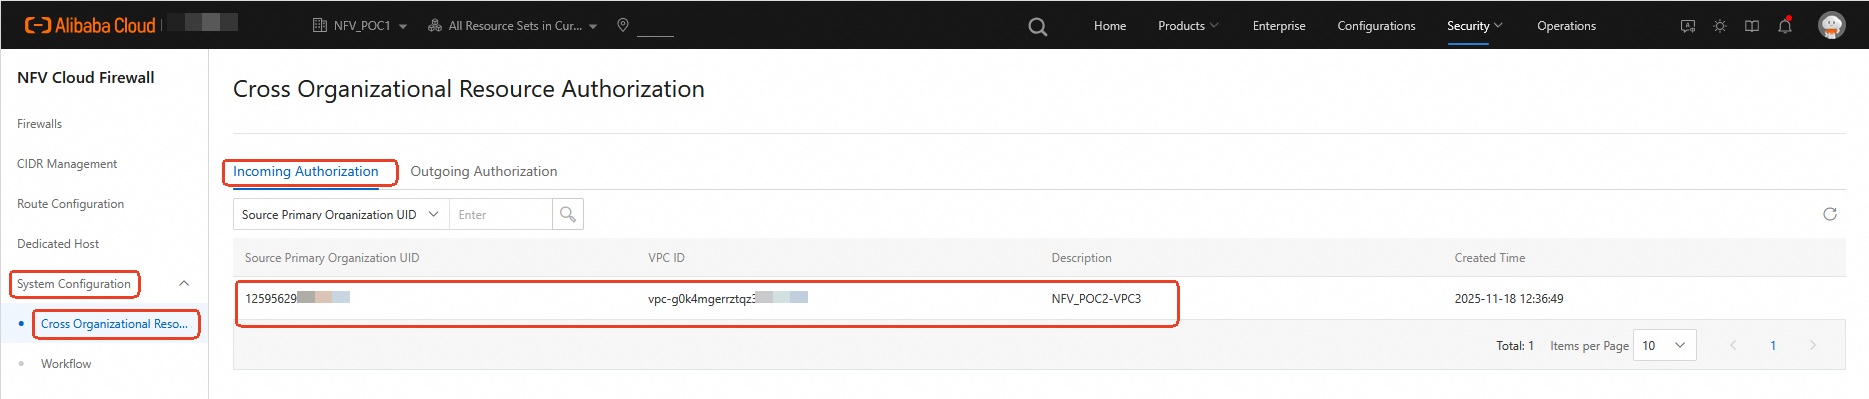 Alibaba Cloud
NFV_POC1
All Resource Sets in Cur...
Home
Products
Enterprise
Configurations
Security
Operations
NFV Cloud Firewall
Firewalls
CIDR Management
Route Configuration
Dedicated Host
System Configuration
Cross Organizational Reso...
Workflow
Cross Organizational Resource Authorization
Incoming Authorization
Outgoing Authorization
Source Primary Organization UID
Enter
Source Primary Organization UID VPC ID Description Created Time
12595629 vpc-g0k4mgerrztqz3 NFV_POC2-VPC3 2025-11-18 12:36:49
Total: 1 Items per Page 10 1